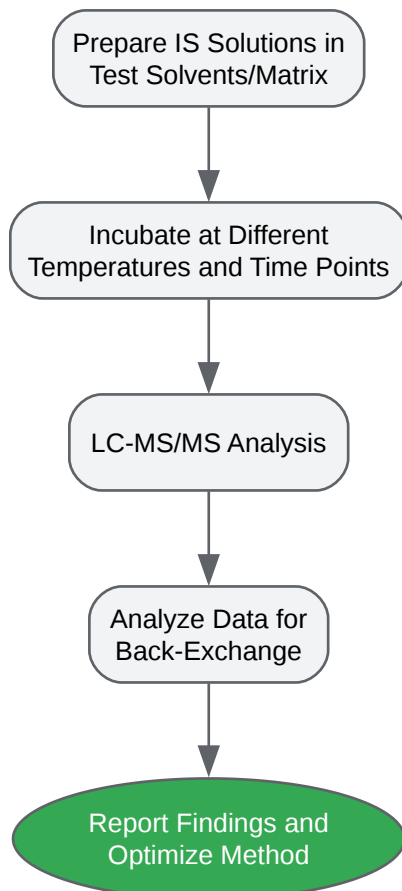 Prepare IS Solutions in
Test Solvents/Matrix
Incubate at Different
Temperatures and Time Points
LC-MS/MS Analysis
Analyze Data for
Back-Exchange
Report Findings and
Optimize Method